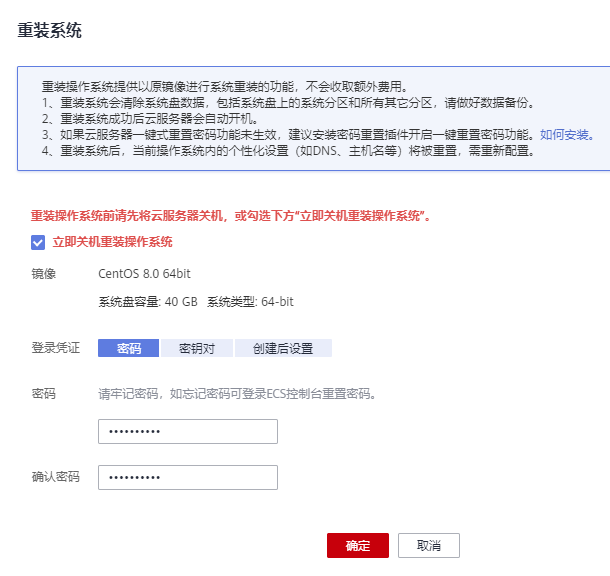 重装系统
重装操作系统提供以原镜像进行系统重装的功能，不会收取额外费用。
1、重装系统会清除系统盘数据，包括系统盘上的系统分区和所有其它分区，请做好数据备份。
2、重装系统成功后云服务器会自动开机。
3、如果云服务器一键式重置密码功能未生效，建议安装密码重置插件开启一键重置密码功能。如何安装。
4、重装系统后，当前操作系统内的个性化设置（如DNS、主机名等）将被重置，需重新配置。
重装操作系统前请先将云服务器关机，或勾选下方“立即关机重装操作系统”。
立即关机重装操作系统
镜像 CentOS 8.0 64bit
系统盘容量: 40 GB 系统类型: 64-bit
登录凭证 密码 密钥对 创建后设置
密码 请牢记密码，如忘记密码可登录ECS控制台重置密码。
••••••••••
确认密码 ••••••••••
确定 取消